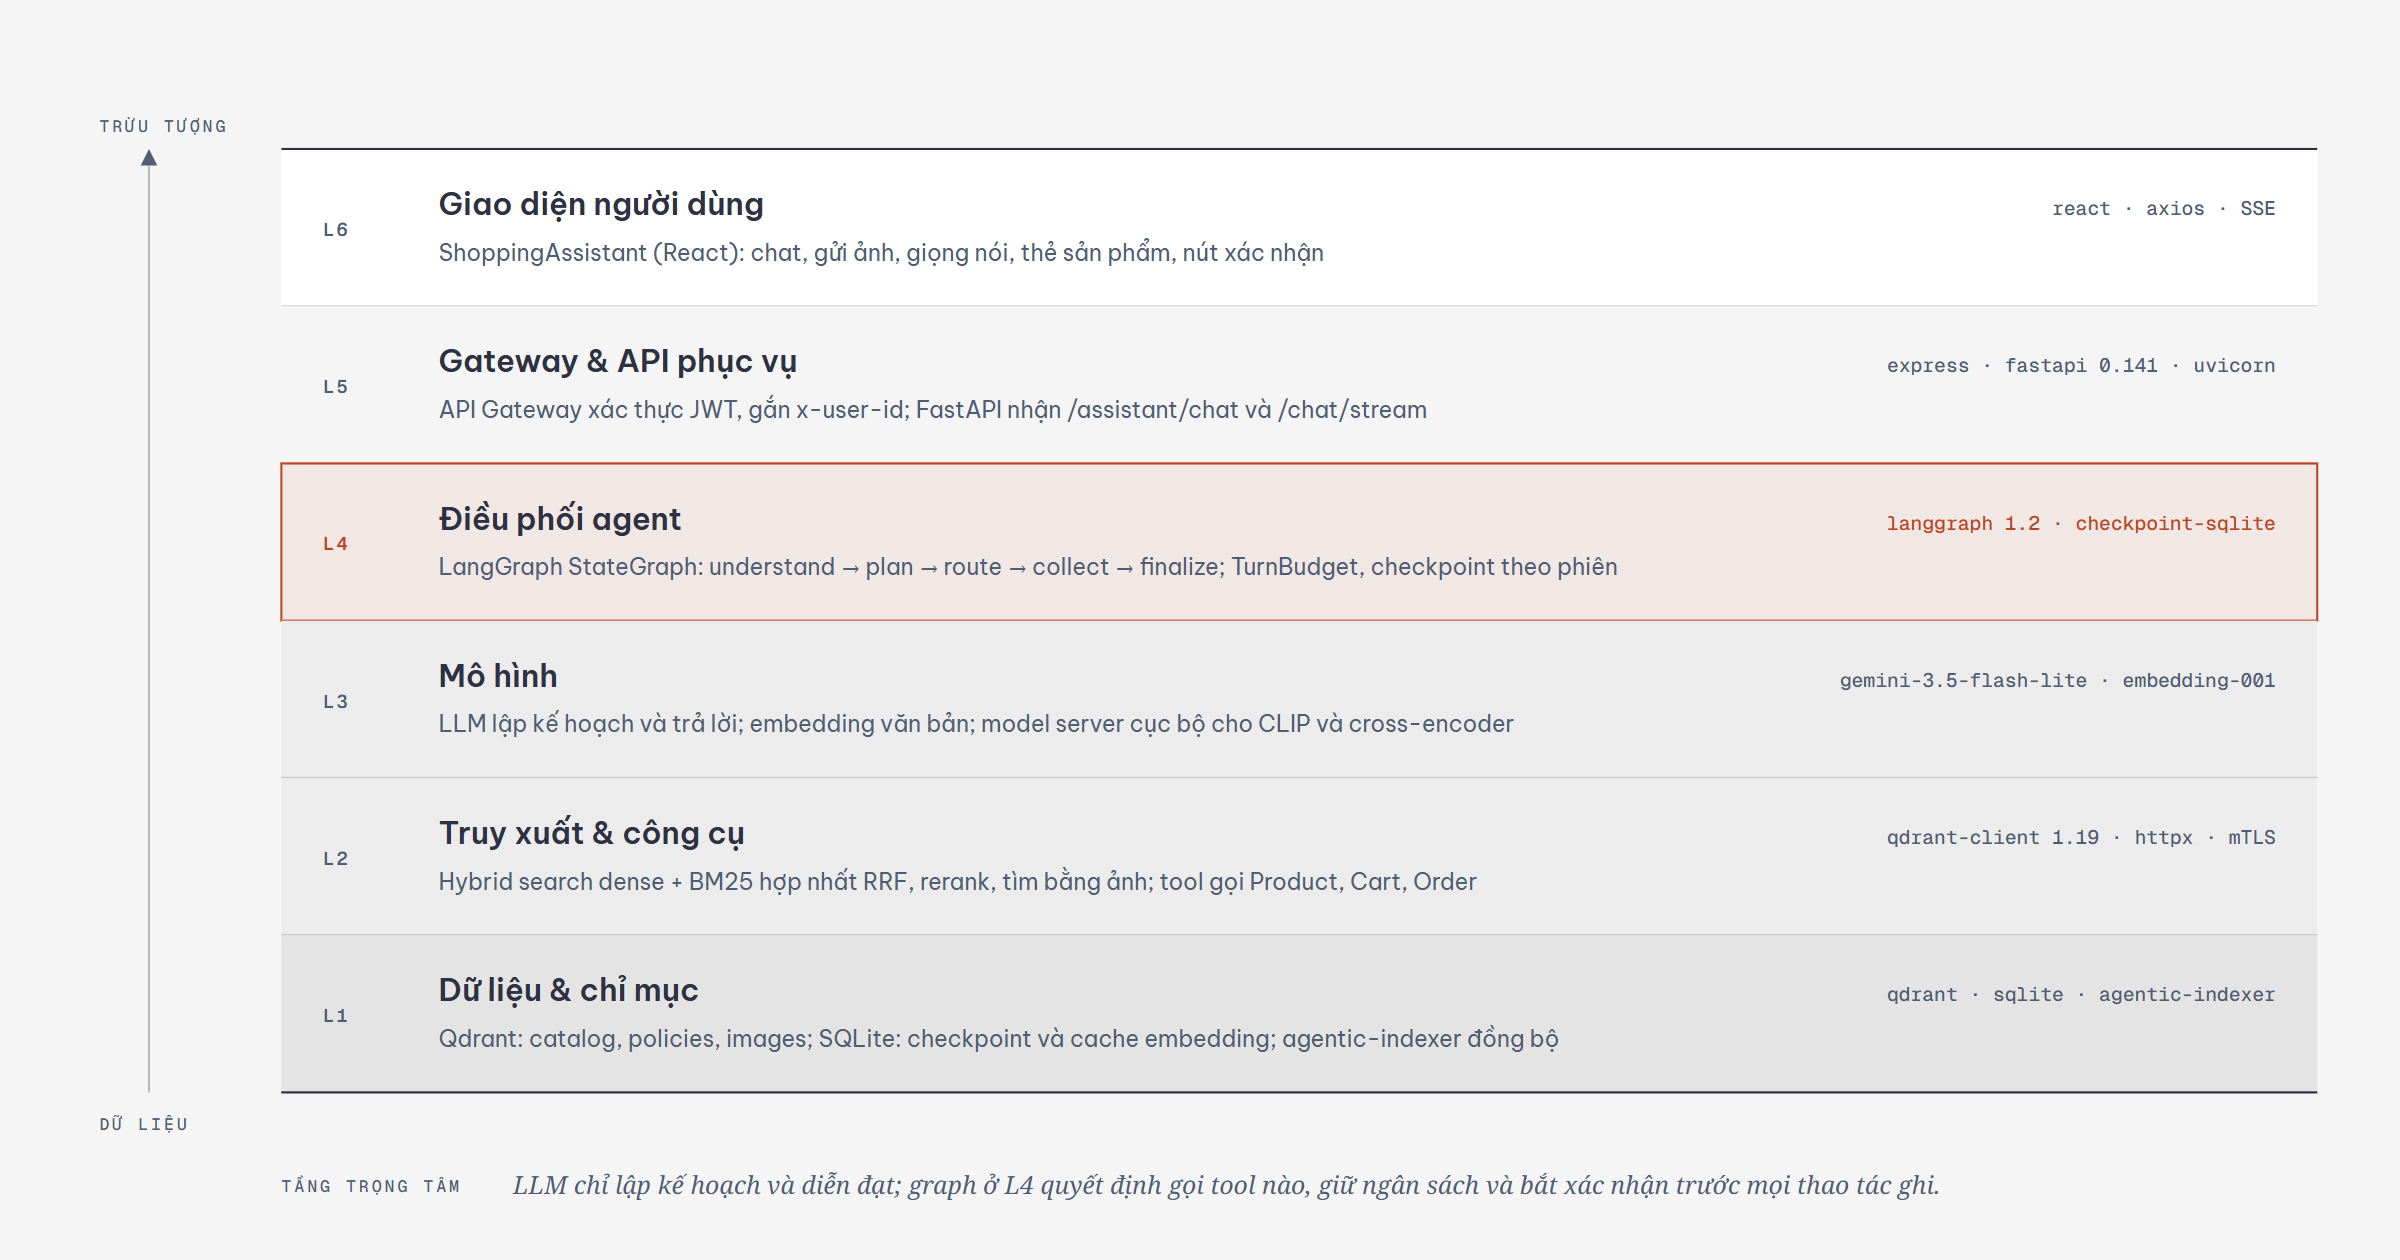 TRỪU TƯỢNG
L6
Giao diện người dùng
react · axios · SSE
ShoppingAssistant (React): chat, gửi ảnh, giọng nói, thẻ sản phẩm, nút xác nhận
L5
Gateway & API phục vụ
express · fastapi 0.141 · uvicorn
API Gateway xác thực JWT, gắn x-user-id; FastAPI nhận /assistant/chat và /chat/stream
L4
Điều phối agent
langgraph 1.2 · checkpoint-sqlite
LangGraph StateGraph: understand → plan → route → collect → finalize; TurnBudget, checkpoint theo phiên
L3
Mô hình
gemini-3.5-flash-lite · embedding-001
LLM lập kế hoạch và trả lời; embedding văn bản; model server cục bộ cho CLIP và cross-encoder
L2
Truy xuất & công cụ
qdrant-client 1.19 · httpx · mTLS
Hybrid search dense + BM25 hợp nhất RRF, rerank, tìm bằng ảnh; tool gọi Product, Cart, Order
L1
Dữ liệu & chỉ mục
qdrant · sqlite · agentic-indexer
Qdrant: catalog, policies, images; SQLite: checkpoint và cache embedding; agentic-indexer đồng bộ
DỮ LIỆU
TẦNG TRỌNG TÂM
LLM chỉ lập kế hoạch và diễn đạt; graph ở L4 quyết định gọi tool nào, giữ ngân sách và bắt xác nhận trước mọi thao tác ghi.